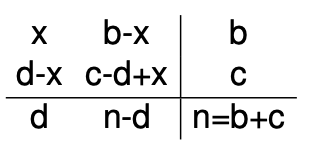 x b-x b
d-x c-d+x c
d n-d n=b+c